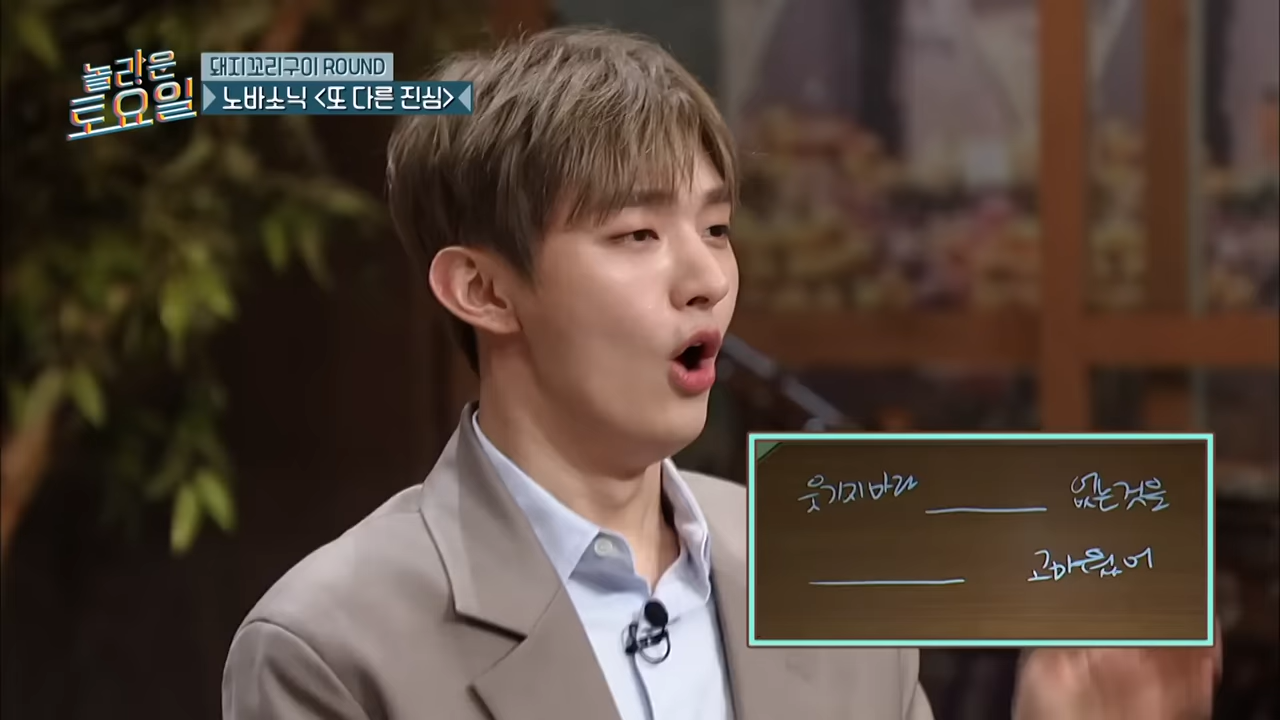 놀라운
토요일
돼지꼬리구이 ROUND
노바소닉 <또 다른 진심>
웃기지마라 없는것을
고마웠어